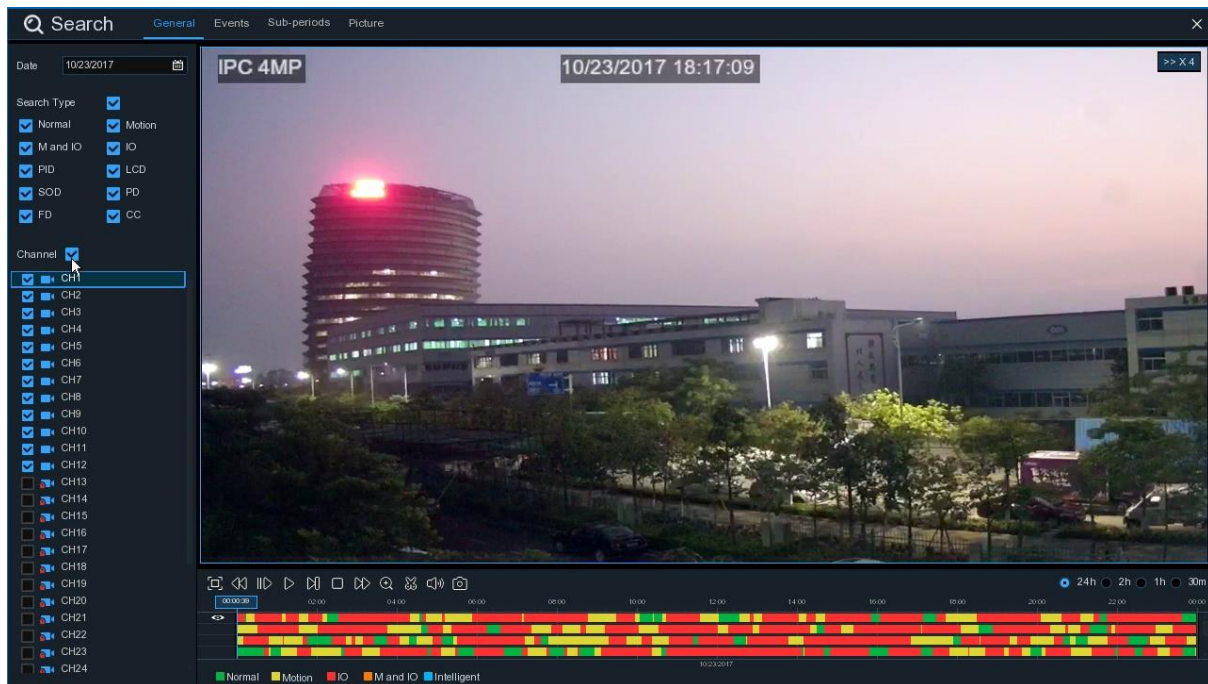 Search General Events Sub-periods Picture
Date 10/23/2017
IPC 4MP 10/23/2017 18:17:09 >> X 4
Search Type
Normal Motion
M and IO IO
PID LCD
SOD PD
FD CC
Channel
CH1
CH2
CH3
CH4
CH5
CH6
CH7
CH8
CH9
CH10
CH11
CH12
CH13
CH14
CH15
CH16
CH17
CH18
CH19
CH20
CH21
CH22
CH23
CH24
24h 2h 1h 30m
00:00:39 02:00 04:00 06:00 08:00 10:00 12:00 14:00 16:00 18:00 20:00 22:00 00:00
10/23/2017
Normal Motion IO M and IO Intelligent